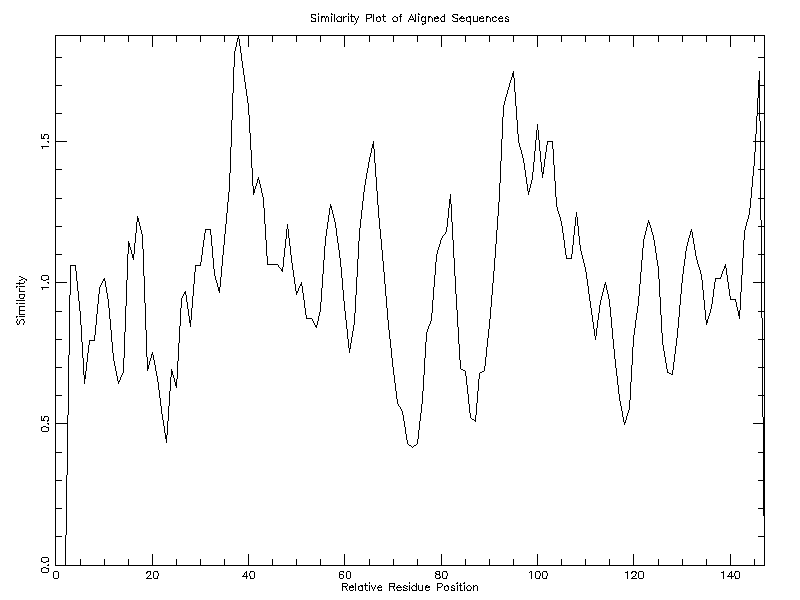 Similarity Plot of Aligned Sequences
1.5
1.0
Similarity
0.5
0.0
0 20 40 60 80 100 120 140
Relative Residue Position